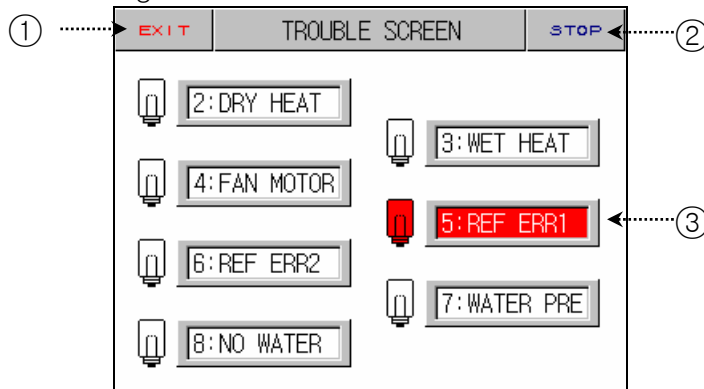 ① EXIT TROUBLE SCREEN STOP ②
2:DRY HEAT
3:WET HEAT
4:FAN MOTOR
5:REF ERR1 ③
6:REF ERR2
7:WATER PRE
8:NO WATER